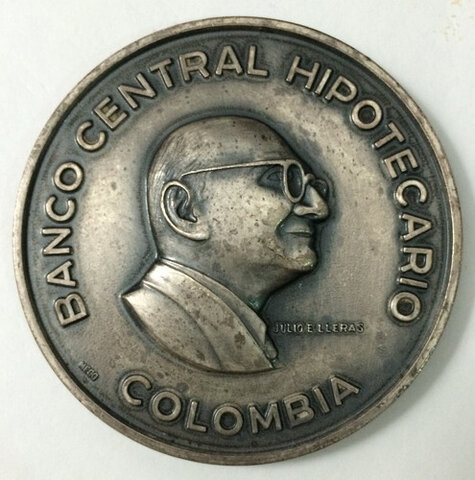 BANCO CENTRAL HIPOTECARIO
JULIO E. LLERAS
COLOMBIA